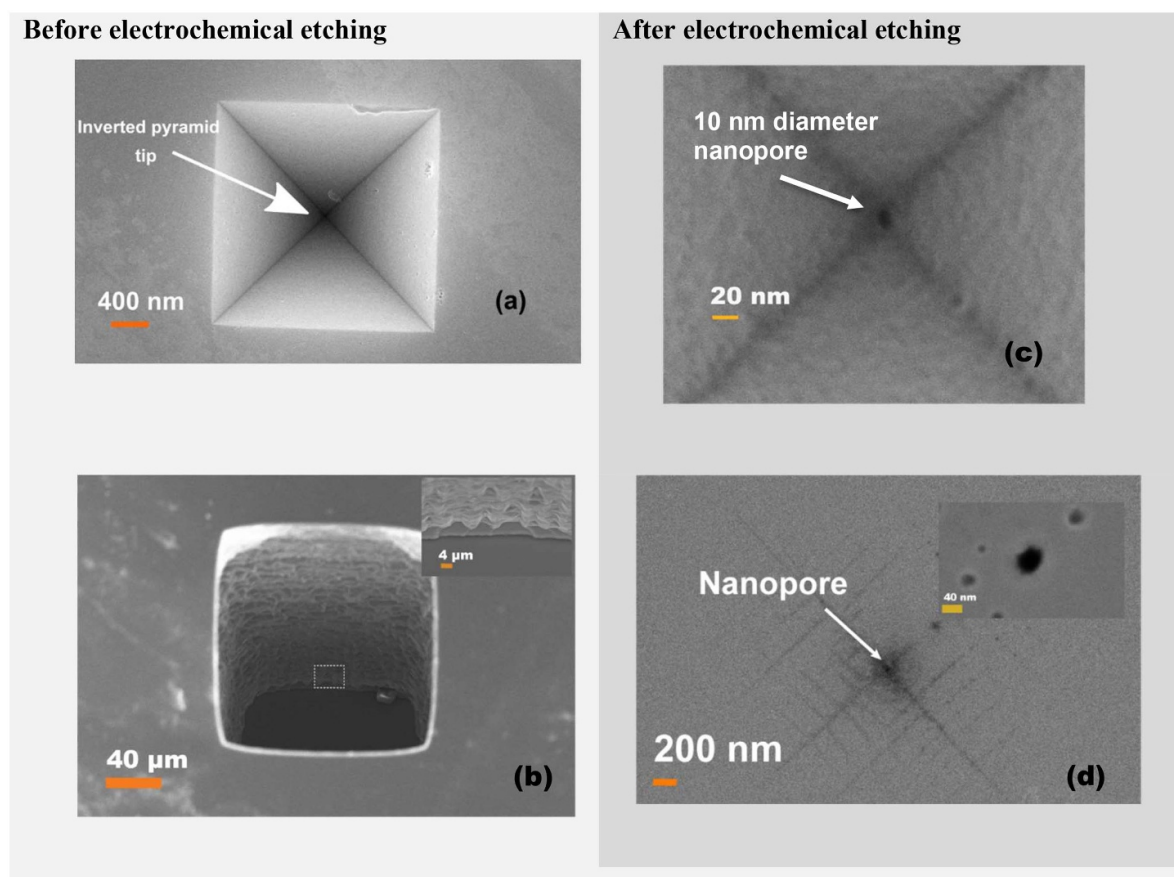 Before electrochemical etching
After electrochemical etching
Inverted pyramid
tip
400 nm
(a)
10 nm diameter
nanopore
20 nm
(c)
4 µm
40 µm
(b)
Nanopore
40 nm
200 nm
(d)